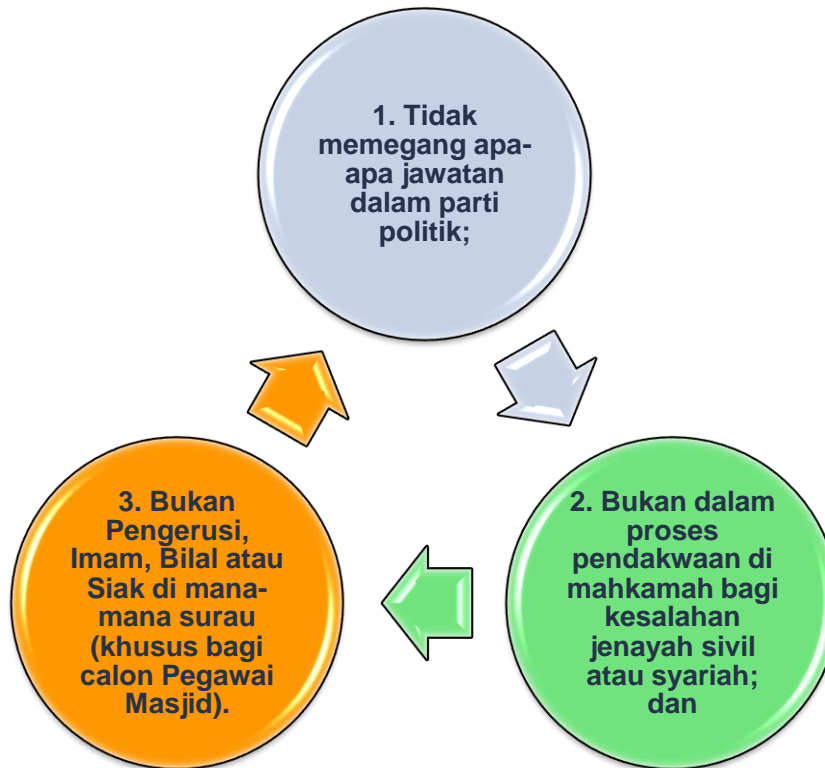 1. Tidak
memegang apa-
apa jawatan
dalam parti
politik;
2. Bukan dalam
proses
pendakwaan di
mahkamah bagi
kesalahan
jenayah sivil
atau syariah;
dan
3. Bukan
Pengerusi,
Imam, Bilal atau
Siak di mana-
mana surau
(khusus bagi
calon Pegawai
Masjid).